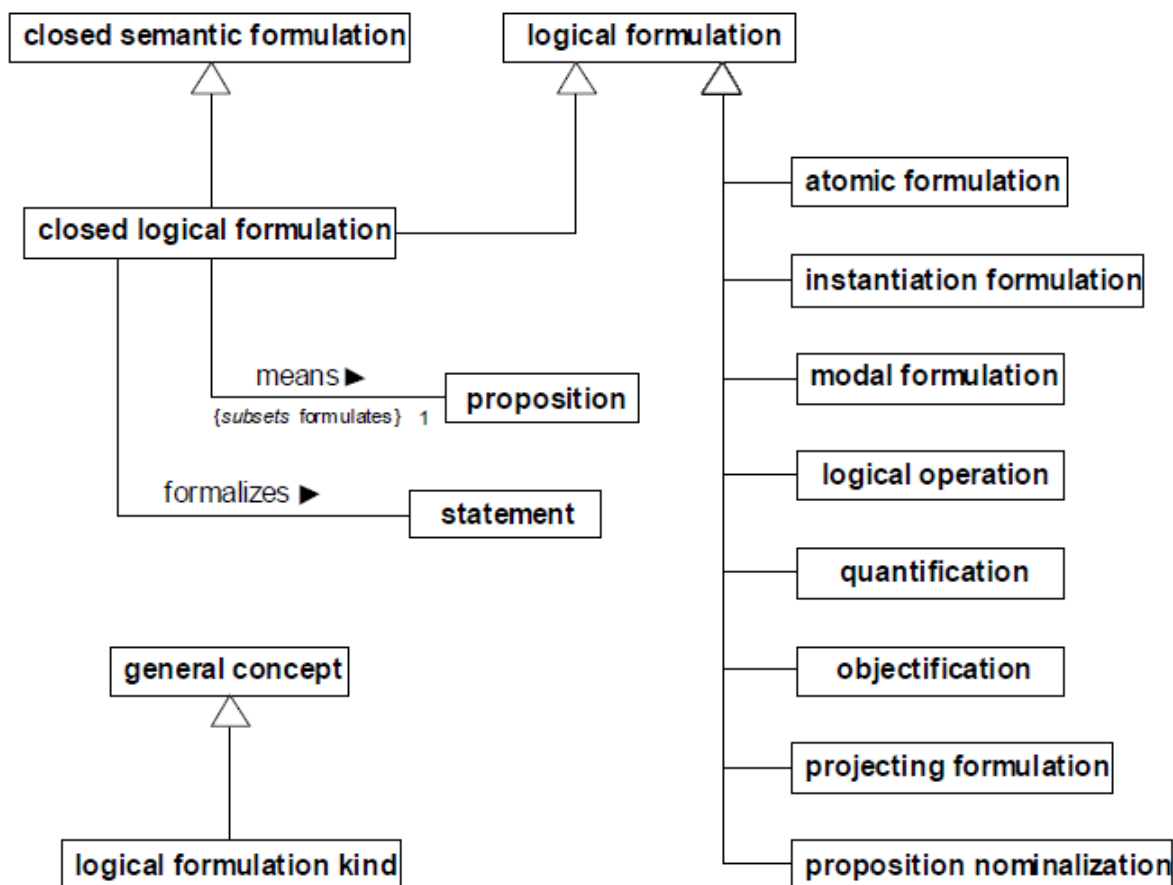 closed semantic formulation
logical formulation
atomic formulation
closed logical formulation
instantiation formulation
means ▶
modal formulation
proposition
{subsets formulates} 1
logical operation
formalizes ▶
statement
quantification
general concept
objectification
projecting formulation
logical formulation kind
proposition nominalization